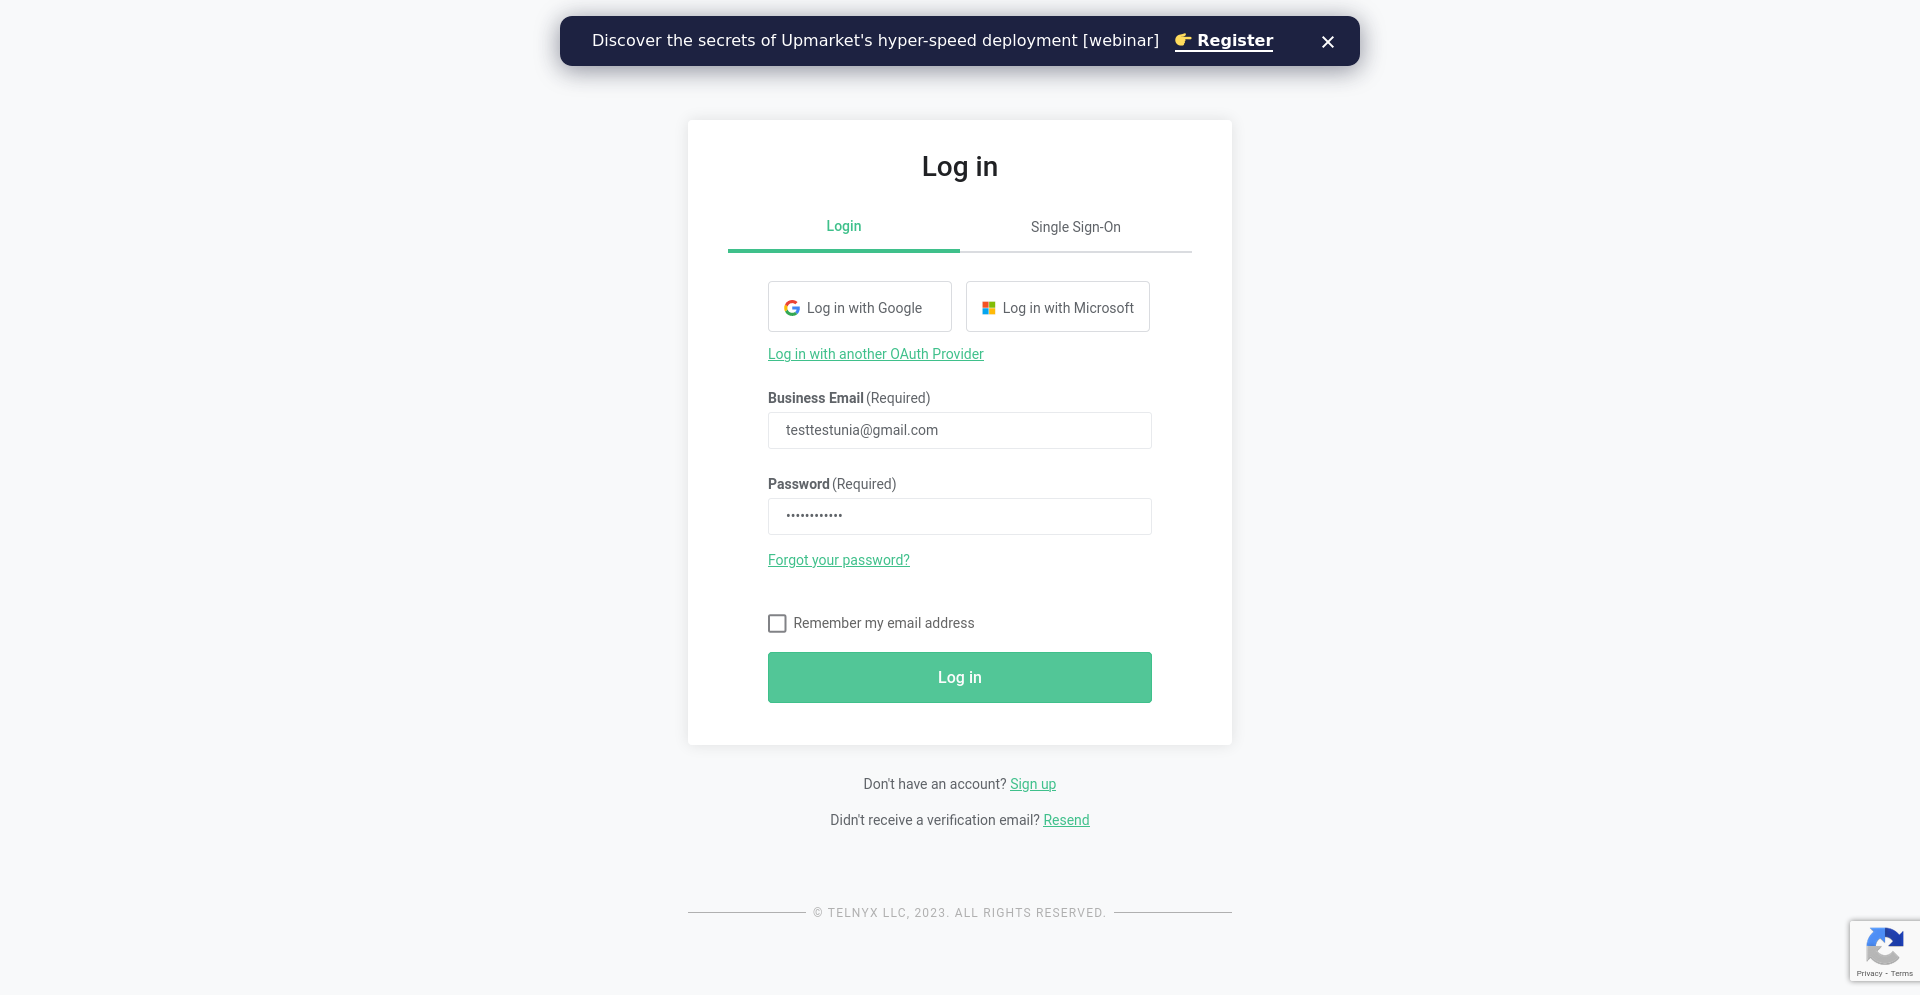 Discover the secrets of Upmarket's hyper-speed deployment [webinar] 👉 Register
Log in
Login
Single Sign-On
Log in with Google
Log in with Microsoft
Log in with another OAuth Provider
Business Email (Required)
testtestunia@gmail.com
Password (Required)
••••••••••••
Forgot your password?
Remember my email address
Log in
Don't have an account? Sign up
Didn't receive a verification email? Resend
© TELNYX LLC, 2023. ALL RIGHTS RESERVED.
Privacy - Terms